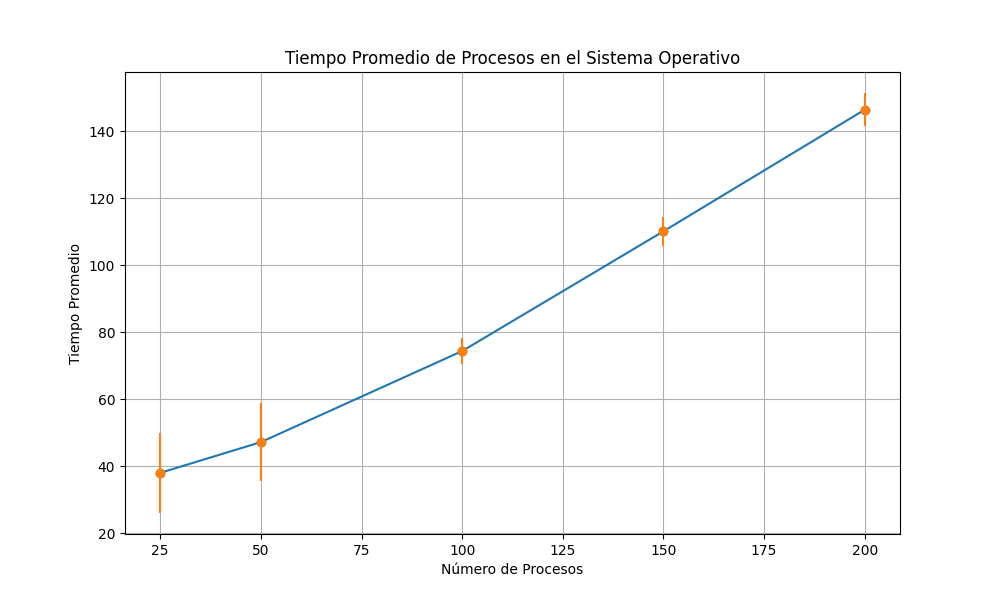 Tiempo Promedio de Procesos en el Sistema Operativo
140
120
100
80
60
40
20
Tiempo Promedio
25 50 75 100 125 150 175 200
Número de Procesos